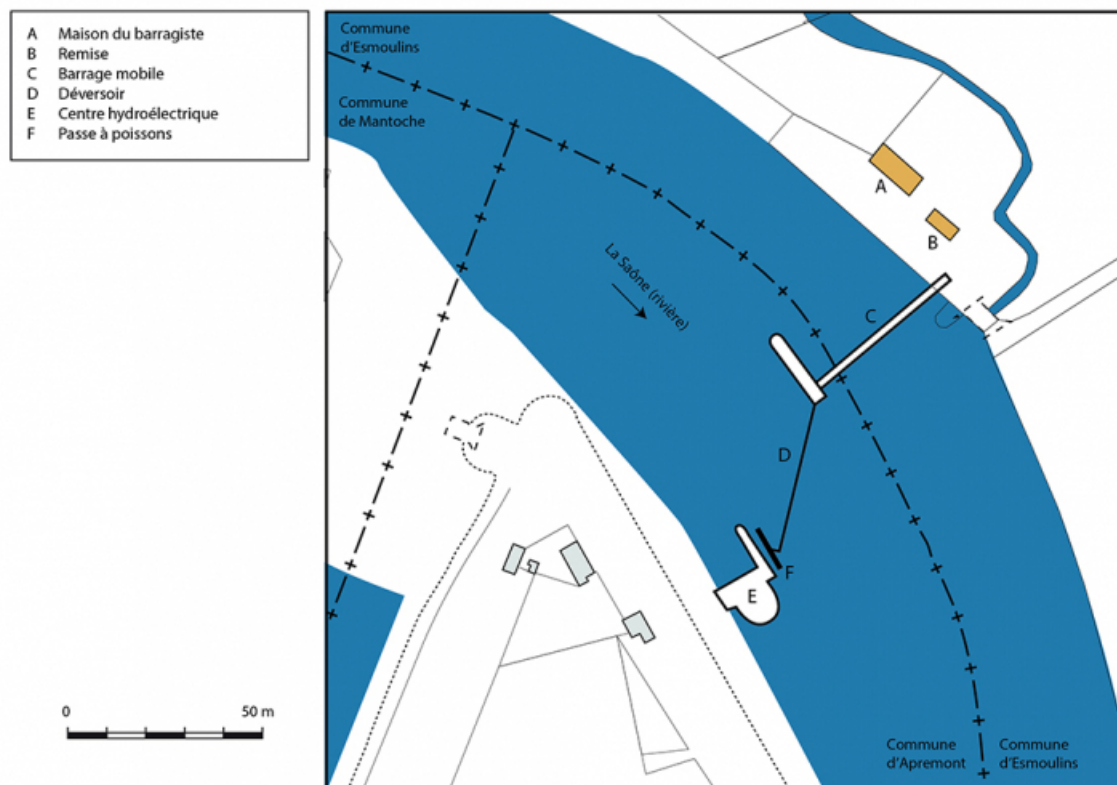 A Maison du barragiste
B Remise
C Barrage mobile
D Déversoir
E Centre hydroélectrique
F Passe à poissons
Commune
d'Esmoulins
Commune
de Mantoche
A
B
La Saône (rivière)
C
D
F
E
0 50 m
Commune
d'Apremont
Commune
d'Esmoulins